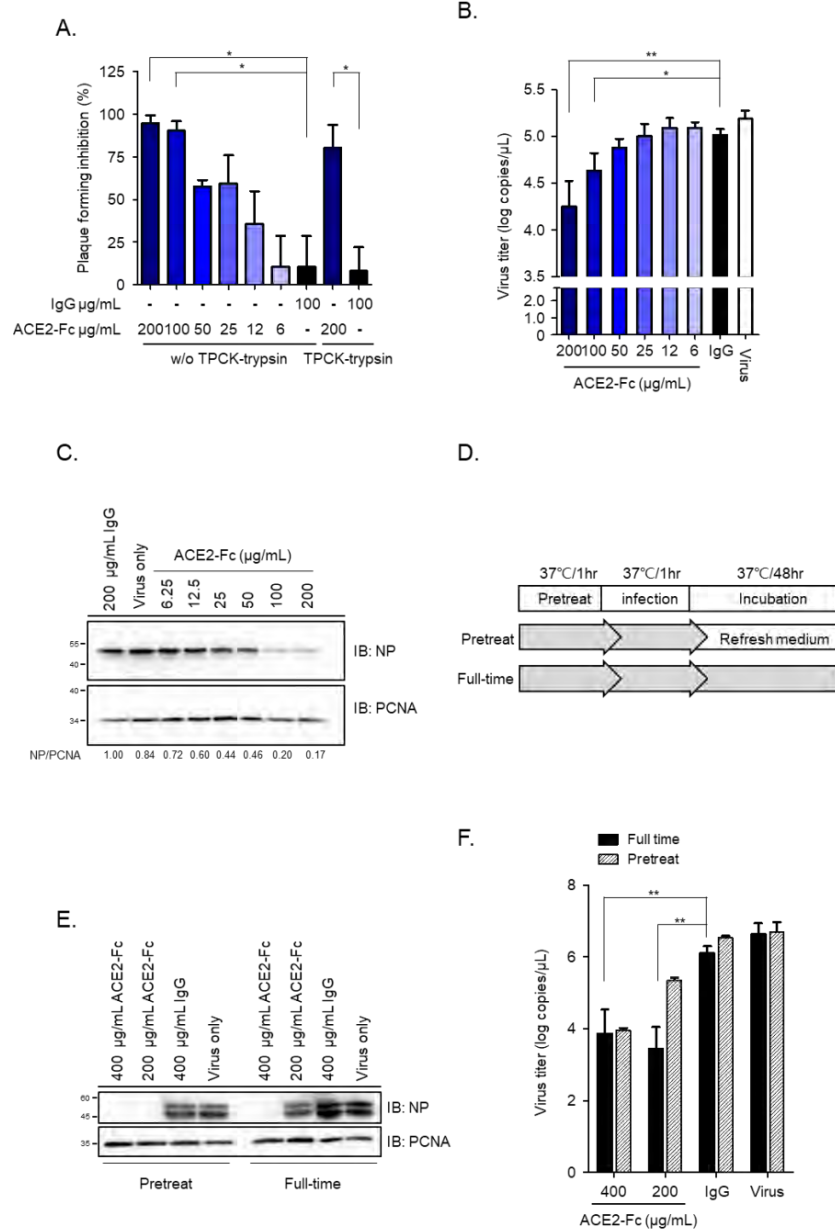 A.
*
*
*
Plaque forming inhibition (%)
125
100
75
50
25
0
IgG µg/mL - - - - - - 100 - 100
ACE2-Fc µg/mL 200 100 50 25 12 6 - 200 -
w/o TPCK-trypsin TPCK-trypsin
B.
**
*
Virus titer (log copies/µL)
5.5
5.0
4.5
4.0
3.5
2.0
1.0
0
200 100 50 25 12 6 IgG Virus
ACE2-Fc (µg/mL)
C.
200 µg/mL IgG
Virus only
ACE2-Fc (µg/mL)
6.25 12.5 25 50 100 200
55
40
IB: NP
40
34
IB: PCNA
NP/PCNA 1.00 0.84 0.72 0.60 0.44 0.46 0.20 0.17
D.
37℃/1hr 37℃/1hr 37℃/48hr
Pretreat infection Incubation
Pretreat Refresh medium
Full-time
E.
400 µg/mL ACE2-Fc
200 µg/mL ACE2-Fc
400 µg/mL IgG
Virus only
400 µg/mL ACE2-Fc
200 µg/mL ACE2-Fc
400 µg/mL IgG
Virus only
60
45
IB: NP
35
IB: PCNA
Pretreat Full-time
F.
Full time
Pretreat
**
**
Virus titer (log copies/µL)
8
6
4
2
0
400 200 IgG Virus
ACE2-Fc (µg/mL)